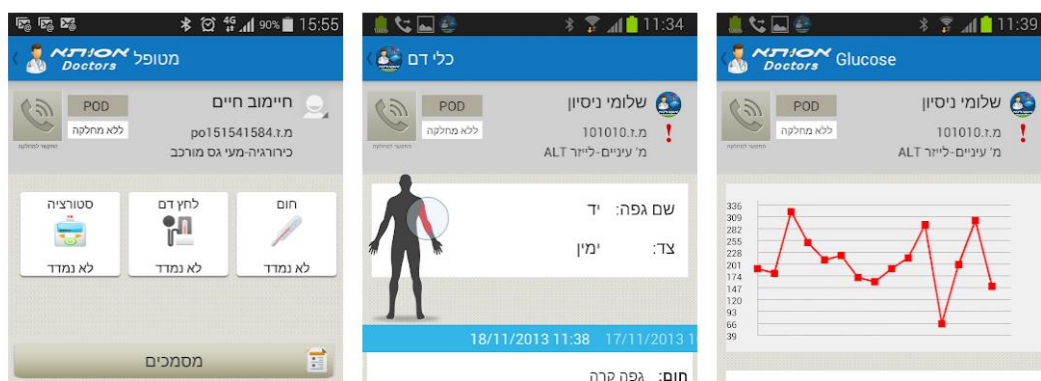 90% 15:55
4G
אסותא
Doctors
מטופל
POD
ללא מחלקה
חיימוב חיים
מ.ז.po151541584
כירורגיה-מעי גס מורכב
סטורציה
לא נמדד
לחץ דם
לא נמדד
חום
לא נמדד
מסמכים
11:34
כלי דם
POD
ללא מחלקה
שלומי ניסיון
מ.ז.101010
מ' עיניים-לייזר ALT
שם גפה: יד
צד: ימין
18/11/2013 11:38 17/11/2013 1
חום: גפה קרה
11:39
אסותא
Doctors
Glucose
POD
ללא מחלקה
שלומי ניסיון
מ.ז.101010
מ' עיניים-לייזר ALT
336
309
282
255
228
201
174
147
120
93
66
39